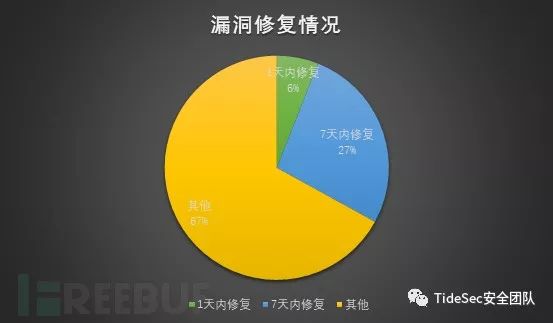 漏洞修复情况
1天内修复
6%
7天内修复
27%
其他
67%
1天内修复 7天内修复 其他
FREEBUF
TideSec安全团队